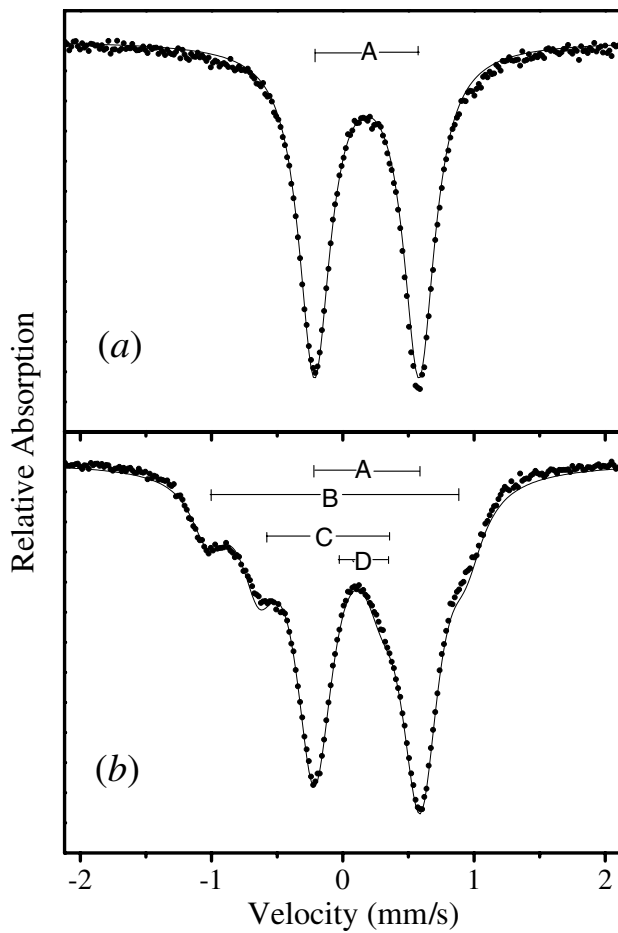 A
(a)
Relative Absorption
A
B
C
D
(b)
-2 -1 0 1 2
Velocity (mm/s)